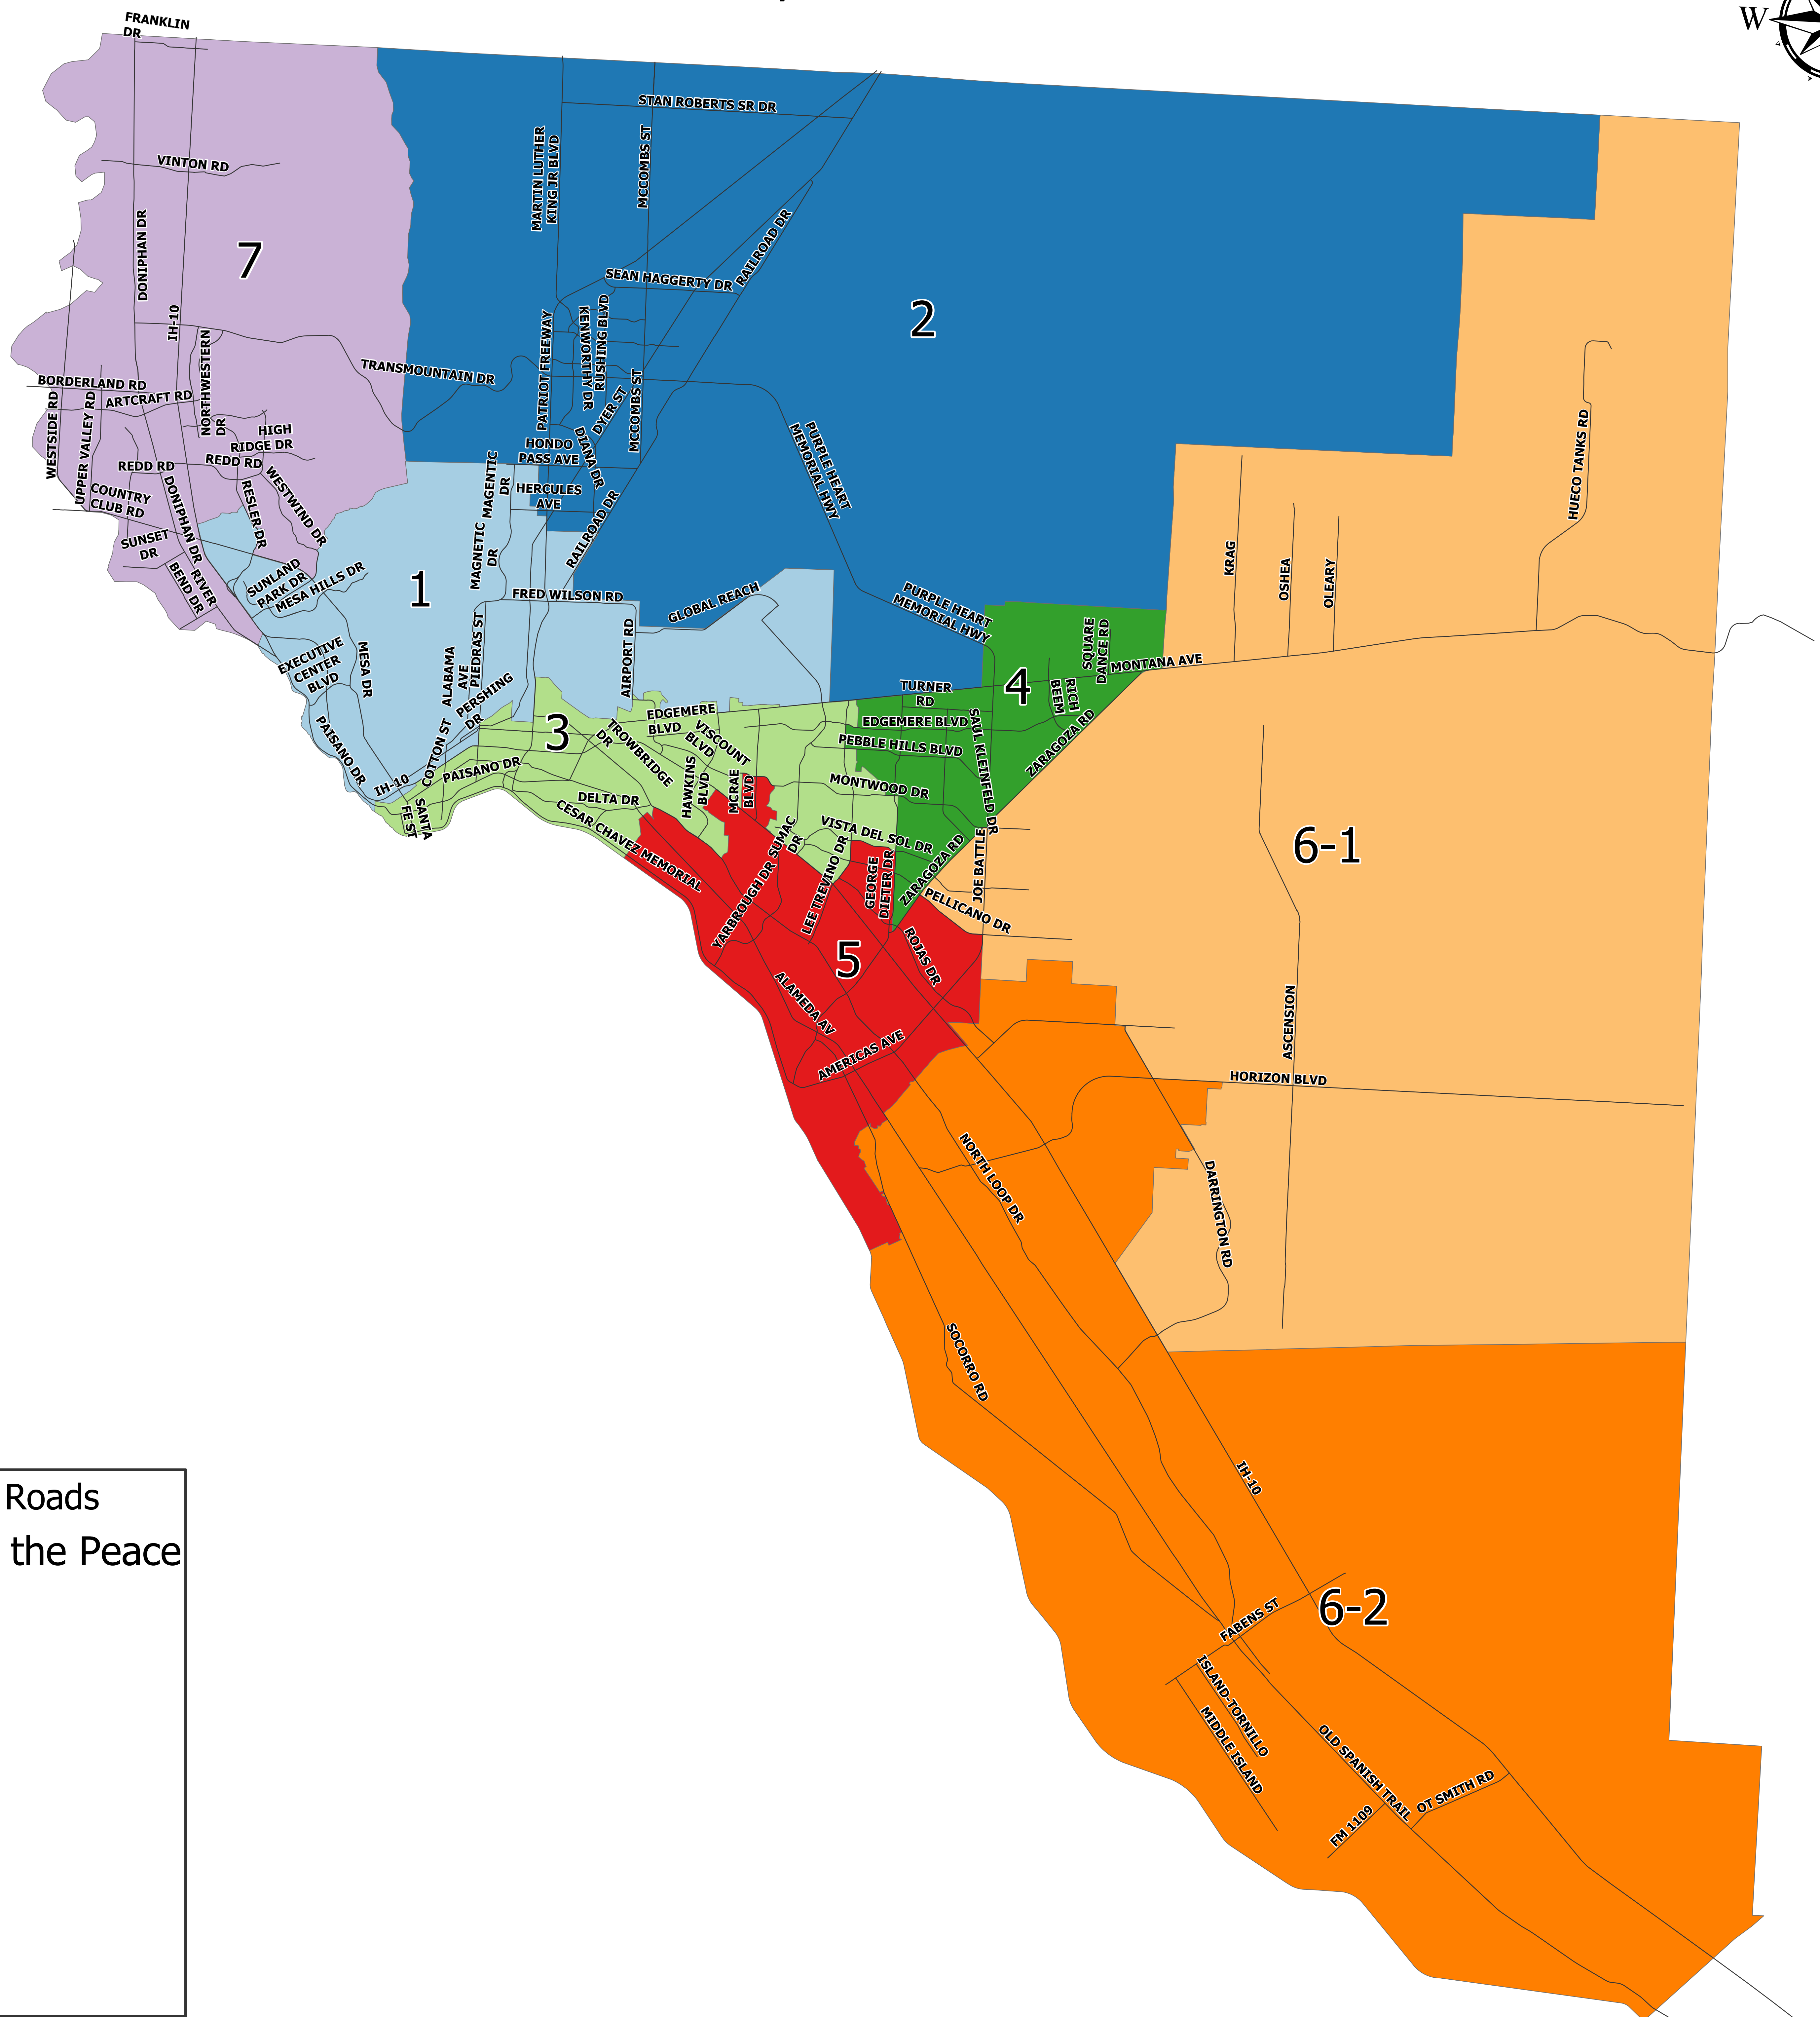 W
FRANKLIN
DR
STAN ROBERTS SR DR
MARTIN LUTHER
KING JR BLVD
MCCOMBS ST
VINTON RD
DONIPHAN DR
7
RAILROAD DR
SEAN HAGGERTY DR
IH-10
2
PATRIOT FREEWAY
KENWORTHY DR
RUSHING BLVD
NORTHWESTERN
DR
TRANSMOUNTAIN DR
BORDERLAND RD
ARTCRAFT RD
WESTSIDE RD
UPPER VALLEY RD
DYER ST
MCCOMBS ST
HIGH
RIDGE DR
HONDO
PASS AVE
DIANA DR
PURPLE HEART
MEMORIAL HWY
HUECO TANKS RD
REDD RD
REDD RD
COUNTRY
CLUB RD
DONIPHAN DR
RESLER DR
WESTWIND DR
MAGENTIC
DR
HERCULES
AVE
RAILROAD DR
SUNSET
DR
MAGNETIC
DR
KRAG
OSHEA
OLEARY
RIVER
BEND DR
SUNLAND
PARK DR
MESA HILLS DR
1
FRED WILSON RD
GLOBAL REACH
PURPLE HEART
MEMORIAL HWY
SQUARE
DANCE RD
EXECUTIVE
CENTER
BLVD
MESA DR
ALABAMA
AVE
PIEDRAS ST
AIRPORT RD
MONTANA AVE
4
TURNER
RD
RICH
BEEM
PERSHING
DR
EDGEMERE
BLVD
EDGEMERE BLVD
3
PAISANO DR
COTTON ST
TROWBRIDGE
DR
VISCOUNT
BLVD
PEBBLE HILLS BLVD
SAUL KLEINFELD DR
ZARAGOZA RD
IH-10
PAISANO DR
HAWKINS
BLVD
MCRAE
BLVD
MONTWOOD DR
SANTA
FE ST
DELTA DR
CESAR CHAVEZ MEMORIAL
YARBROUGH DR
SUMAC
DR
VISTA DEL SOL DR
LEE TREVINO DR
GEORGE
DIETER DR
ZARAGOZA RD
JOE BATTLE
6-1
PELLICANO DR
5
ROJAS DR
ALAMEDA AV
AMERICAS AVE
ASCENSION
HORIZON BLVD
NORTH LOOP DR
DARRINGTON RD
SOCORRO RD
IH-10
Roads
the Peace
6-2
FABENS ST
ISLAND-TORNILLO
MIDDLE ISLAND
OLD SPANISH TRAIL
OT SMITH RD
FM 1109